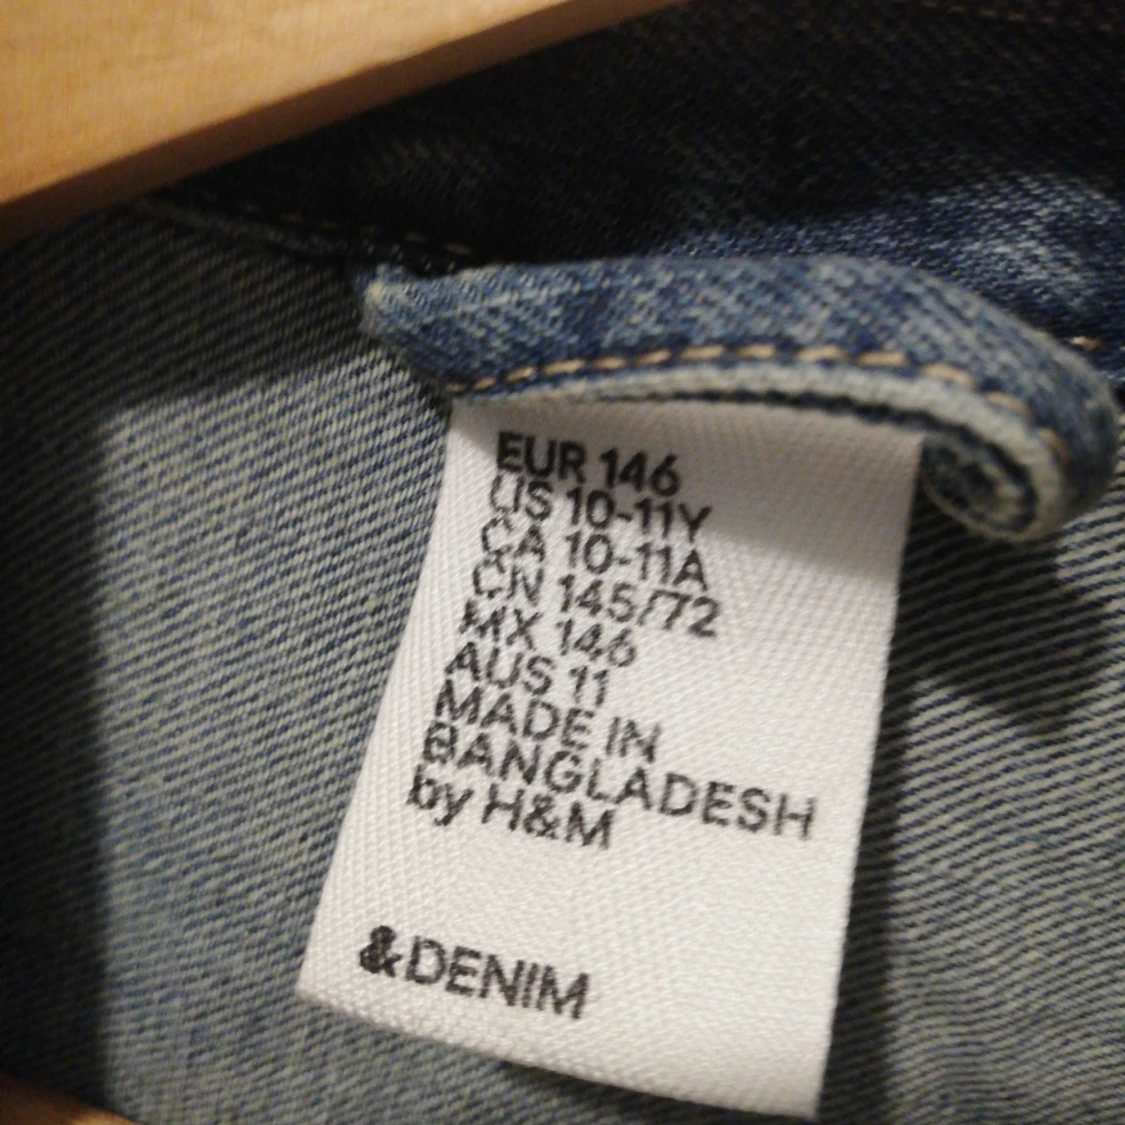 EUR 146
US 10-11Y
CA 10-11A
CN 145/72
MX 146
AUS 11
MADE IN
BANGLADESH
by H&M
&DENIM